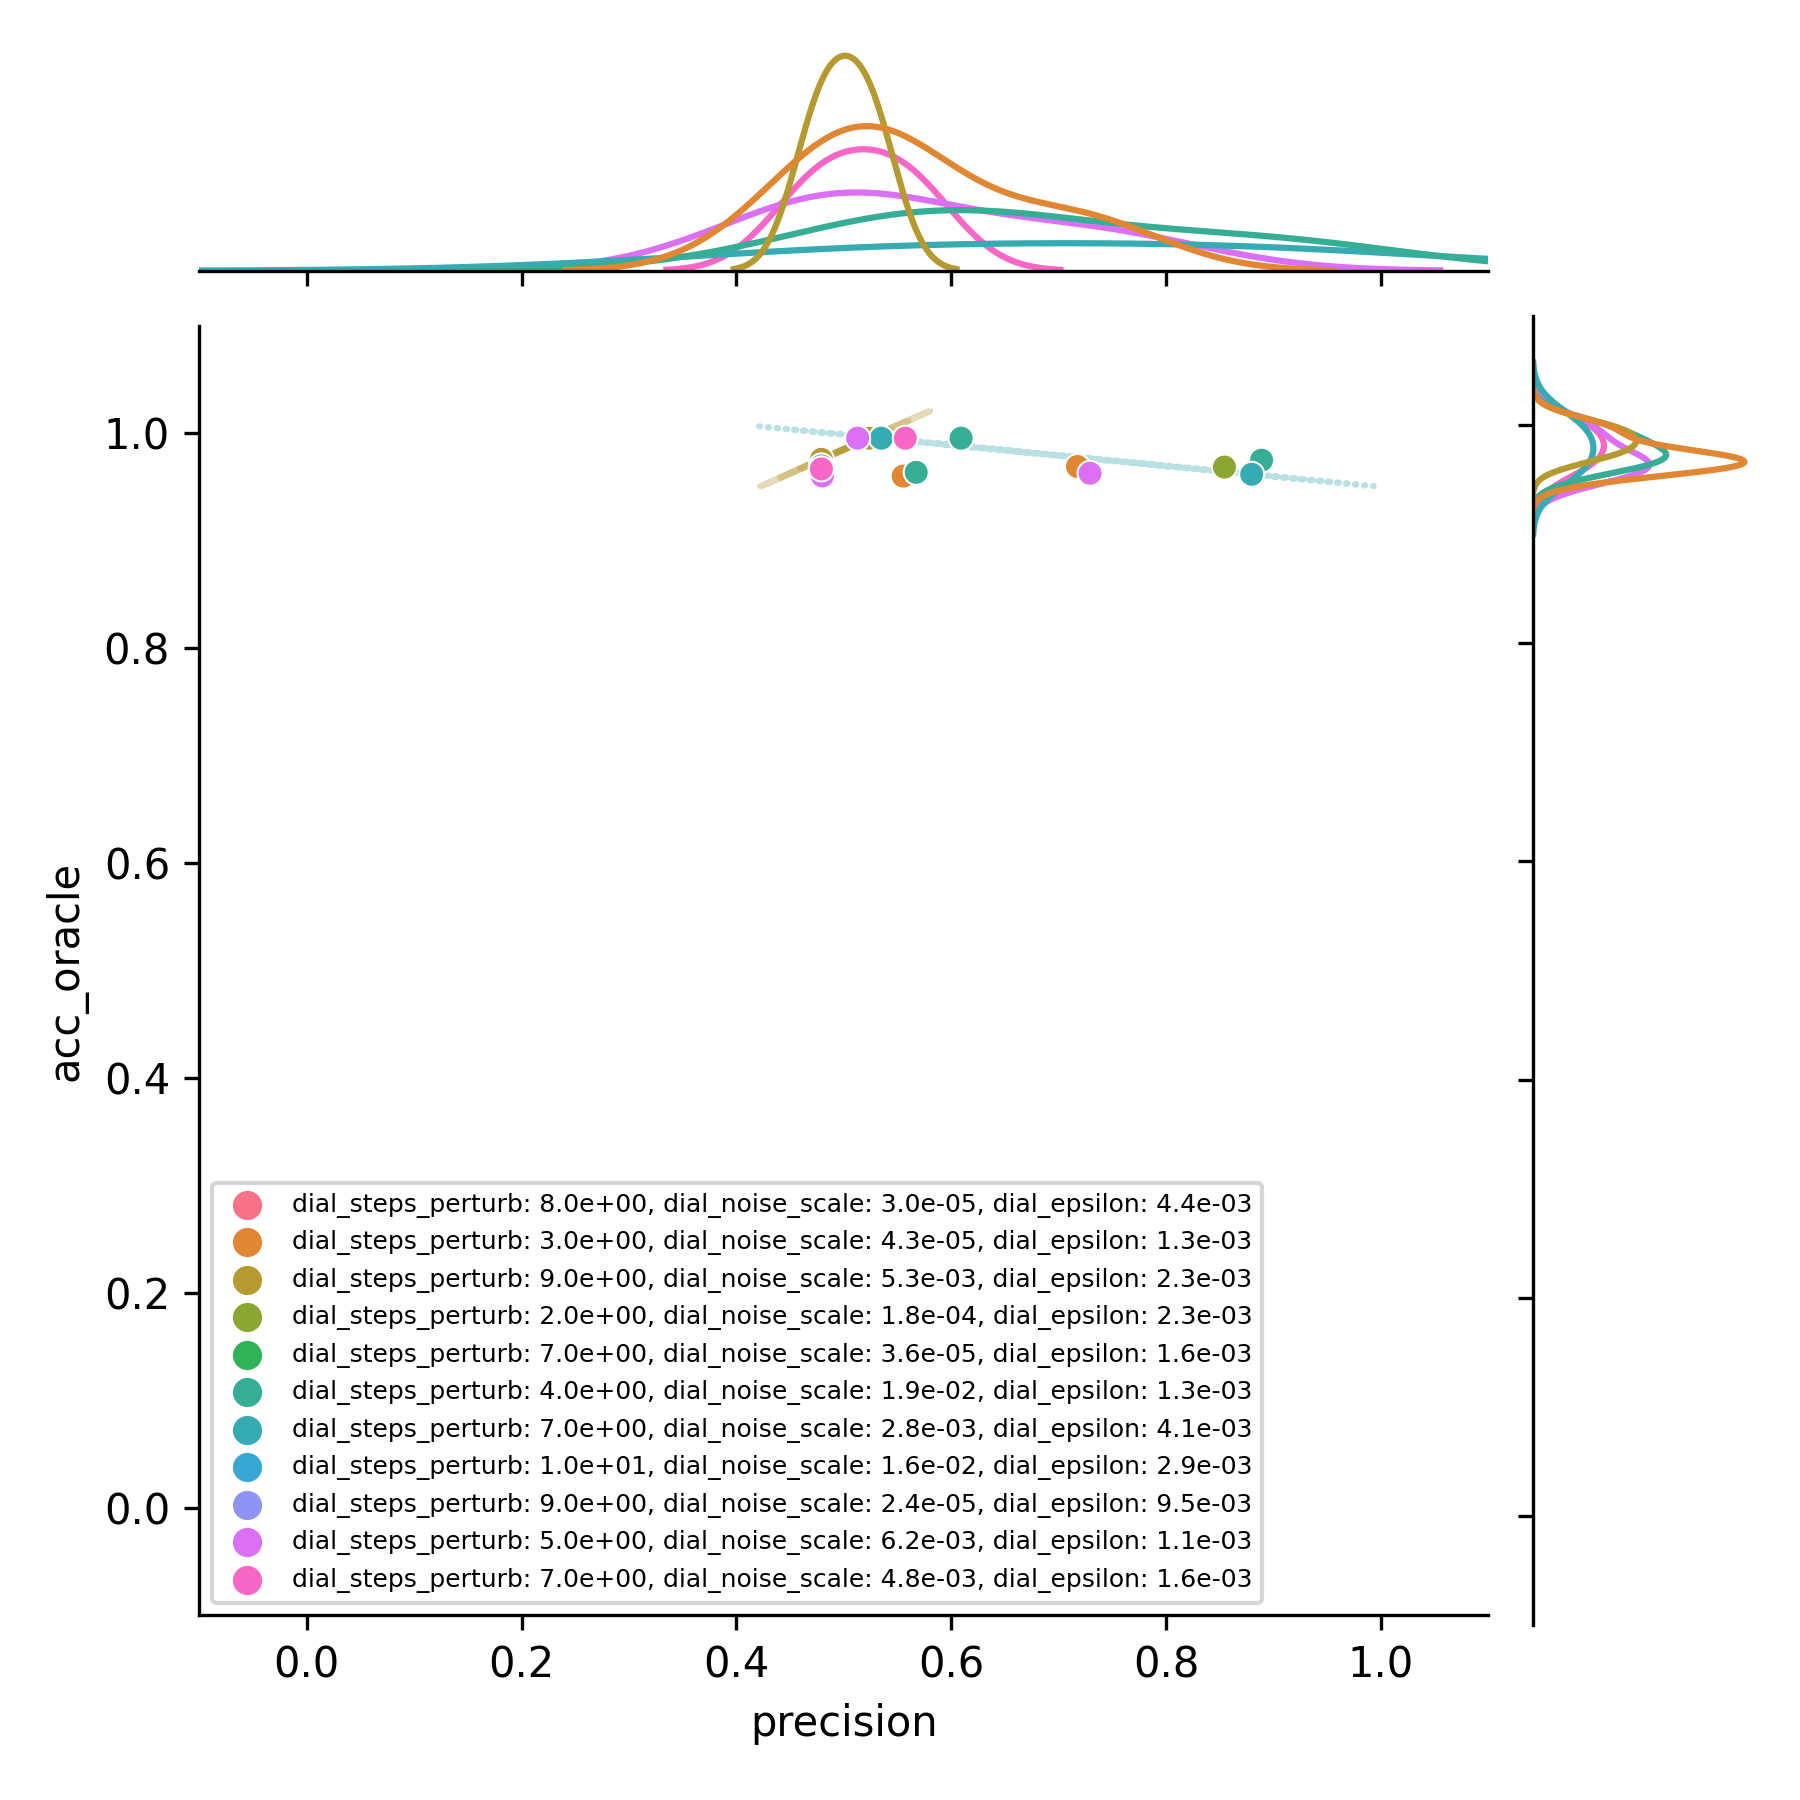 1.0
0.8
0.6
0.4
0.2
0.0
acc_oracle
dial_steps_perturb: 8.0e+00, dial_noise_scale: 3.0e-05, dial_epsilon: 4.4e-03
dial_steps_perturb: 3.0e+00, dial_noise_scale: 4.3e-05, dial_epsilon: 1.3e-03
dial_steps_perturb: 9.0e+00, dial_noise_scale: 5.3e-03, dial_epsilon: 2.3e-03
dial_steps_perturb: 2.0e+00, dial_noise_scale: 1.8e-04, dial_epsilon: 2.3e-03
dial_steps_perturb: 7.0e+00, dial_noise_scale: 3.6e-05, dial_epsilon: 1.6e-03
dial_steps_perturb: 4.0e+00, dial_noise_scale: 1.9e-02, dial_epsilon: 1.3e-03
dial_steps_perturb: 7.0e+00, dial_noise_scale: 2.8e-03, dial_epsilon: 4.1e-03
dial_steps_perturb: 1.0e+01, dial_noise_scale: 1.6e-02, dial_epsilon: 2.9e-03
dial_steps_perturb: 9.0e+00, dial_noise_scale: 2.4e-05, dial_epsilon: 9.5e-03
dial_steps_perturb: 5.0e+00, dial_noise_scale: 6.2e-03, dial_epsilon: 1.1e-03
dial_steps_perturb: 7.0e+00, dial_noise_scale: 4.8e-03, dial_epsilon: 1.6e-03
0.0 0.2 0.4 0.6 0.8 1.0
precision